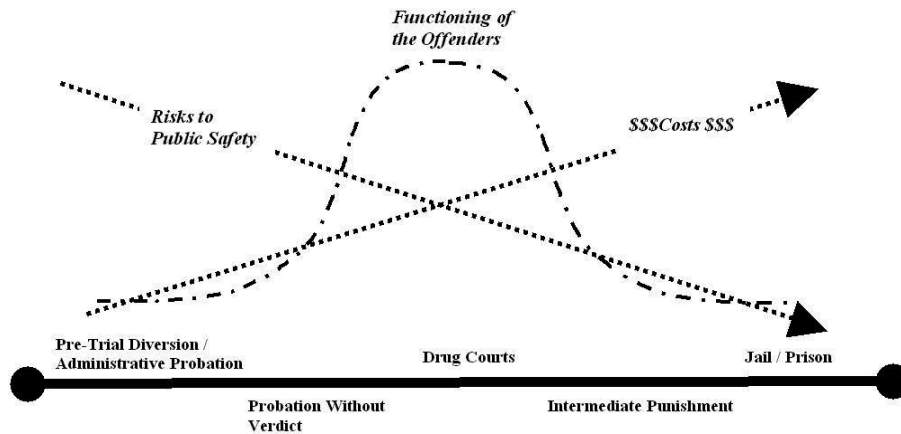 Functioning of
the Offenders
Risks to
Public Safety
$$$Costs $$$
Pre-Trial Diversion /
Administrative Probation
Drug Courts
Jail / Prison
Probation Without
Verdict
Intermediate Punishment